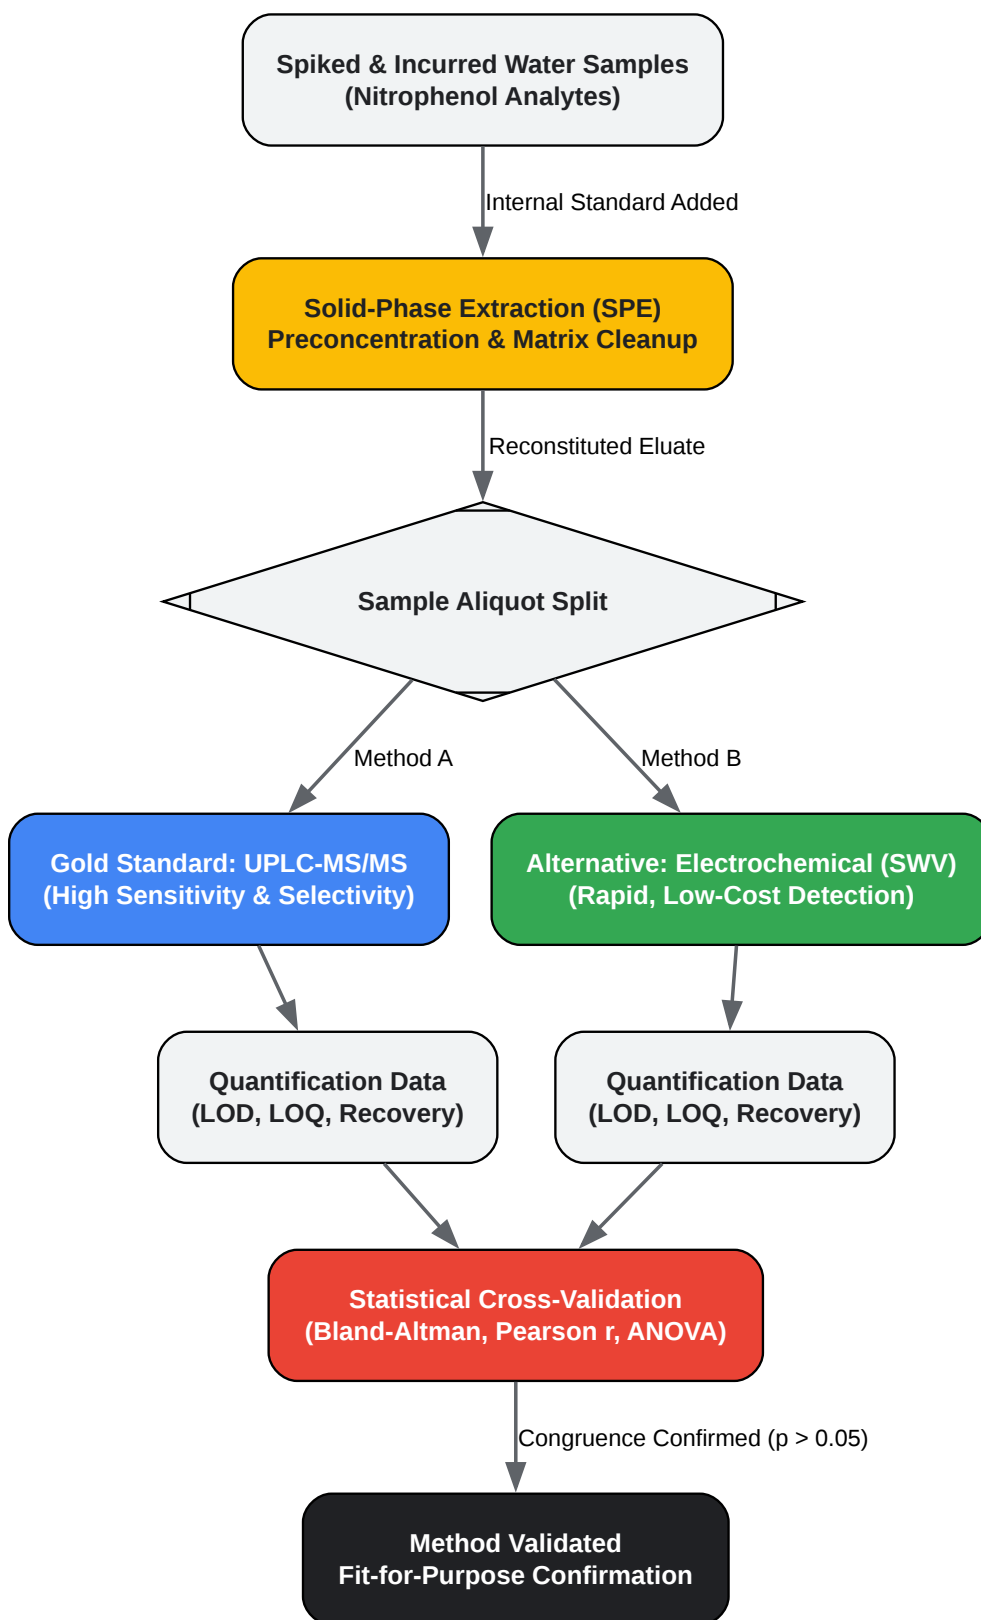 Spiked & Incurred Water Samples
(Nitrophenol Analytes)
Internal Standard Added
Solid-Phase Extraction (SPE)
Preconcentration & Matrix Cleanup
Reconstituted Eluate
Sample Aliquot Split
Method A
Method B
Gold Standard: UPLC-MS/MS
(High Sensitivity & Selectivity)
Alternative: Electrochemical (SWV)
(Rapid, Low-Cost Detection)
Quantification Data
(LOD, LOQ, Recovery)
Quantification Data
(LOD, LOQ, Recovery)
Statistical Cross-Validation
(Bland-Altman, Pearson r, ANOVA)
Congruence Confirmed (p > 0.05)
Method Validated
Fit-for-Purpose Confirmation